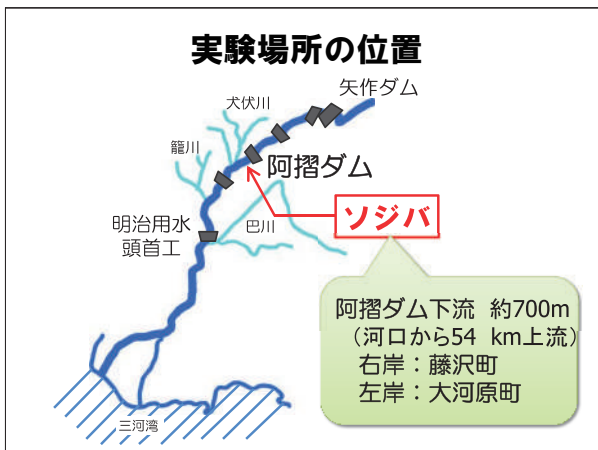 実験場所の位置
矢作ダム
犬伏川
籠川
阿摺ダム
ソジバ
明治用水
頭首工
巴川
阿摺ダム下流 約700m
（河口から54 km上流）
右岸：藤沢町
左岸：大河原町
三河湾